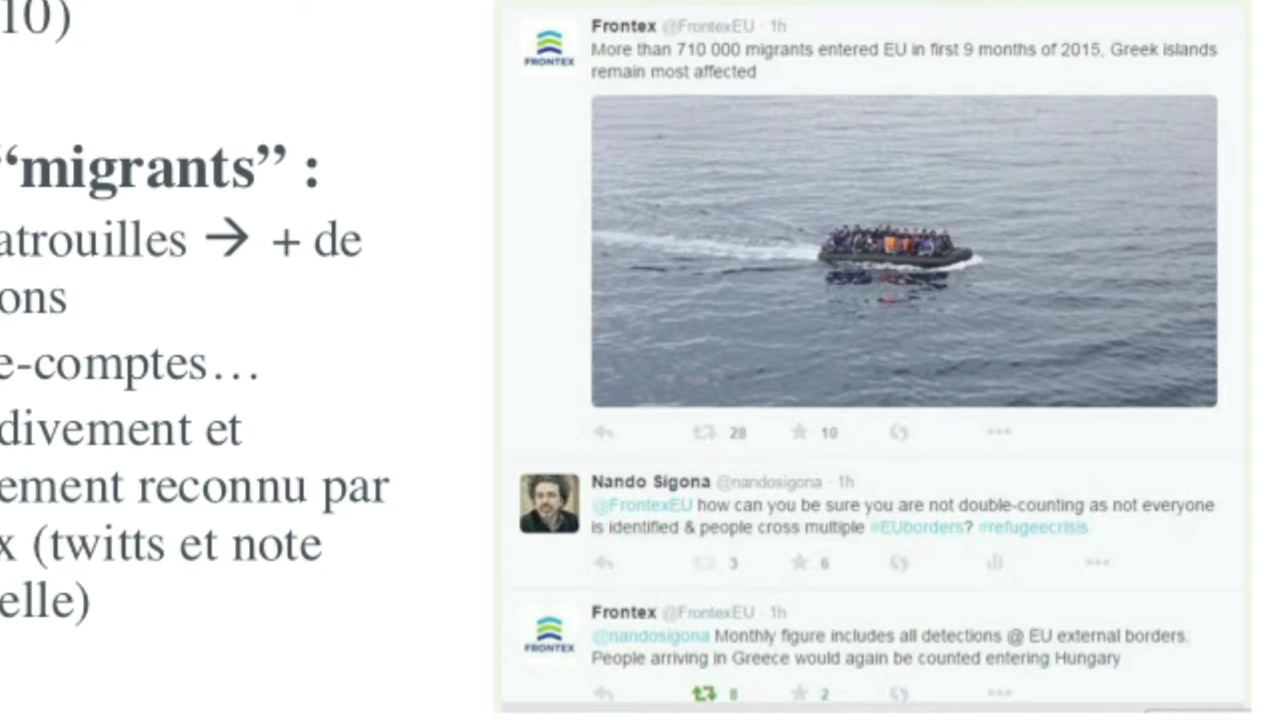 10)
“migrants” :
atrouilles → + de
ons
e-comptes…
divement et
ement reconnu par
x (twitts et note
elle)
FRONTEX
Frontex @FrontexEU · 1h
More than 710 000 migrants entered EU in first 9 months of 2015, Greek islands
remain most affected
28 10
Nando Sigona @nandosigona · 1h
@FrontexEU how can you be sure you are not double-counting as not everyone
is identified & people cross multiple #EUborders? #refugeecrisis
3 6
FRONTEX
Frontex @FrontexEU · 1h
@nandosigona Monthly figure includes all detections @ EU external borders.
People arriving in Greece would again be counted entering Hungary
8 2